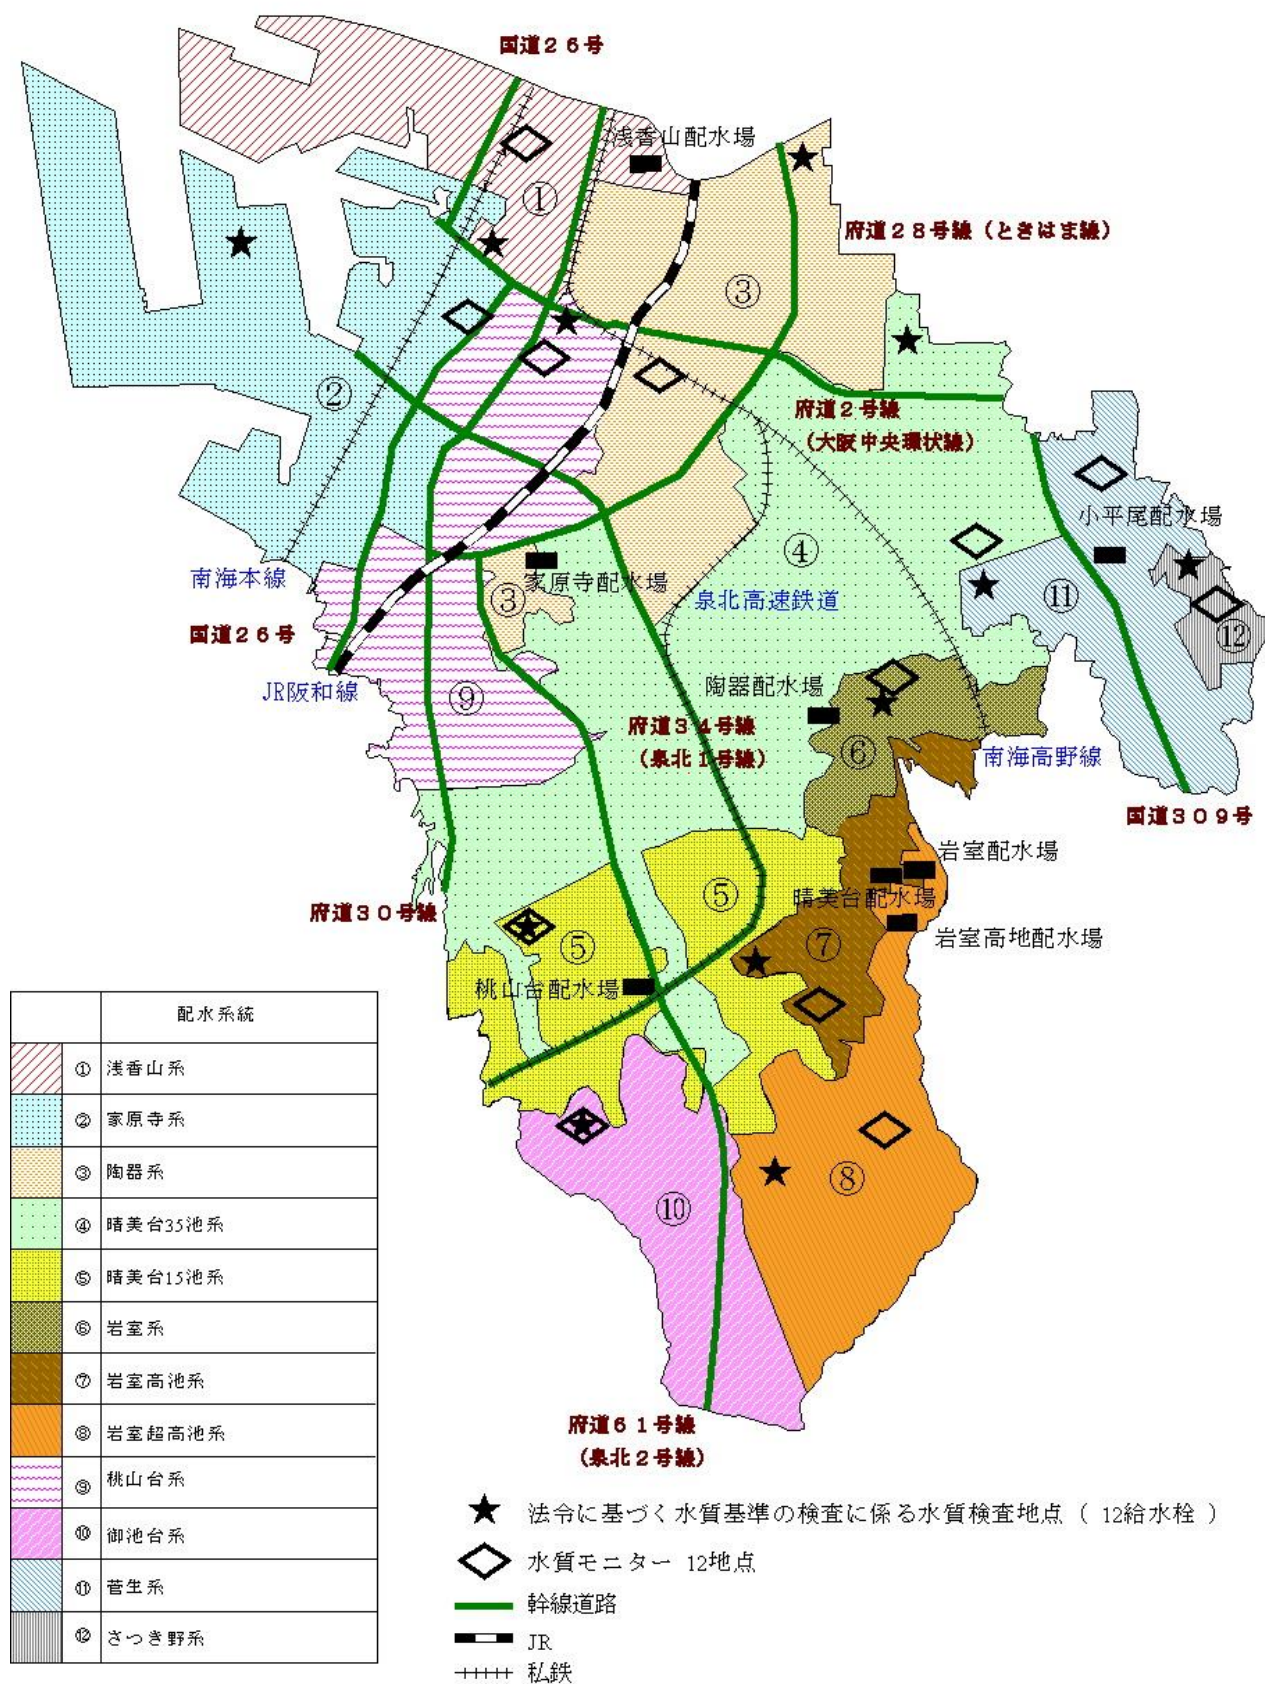 国道２６号
浅香山配水場
①
府道２８号線（ときはま線）
③
②
府道２号線
（大阪中央環状線）
小平尾配水場
④
南海本線
家原寺配水場
③
泉北高速鉄道
⑪
⑫
国道２６号
JR阪和線
⑨
陶器配水場
府道３４号線
（泉北１号線）
⑥
南海高野線
国道３０９号
岩室配水場
晴美台配水場
⑤
府道３０号線
⑤
⑦
岩室高地配水場
桃山台配水場
配水系統
① 浅香山系
② 家原寺系
③ 陶器系
④ 晴美台35池系
⑤ 晴美台15池系
⑥ 岩室系
⑦ 岩室高池系
⑧ 岩室超高池系
⑨ 桃山台系
⑩ 御池台系
⑪ 菅生系
⑫ さつき野系
⑧
⑩
府道６１号線
（泉北２号線）
法令に基づく水質基準の検査に係る水質検査地点（ 12給水栓 ）
水質モニター 12地点
幹線道路
JR
私鉄